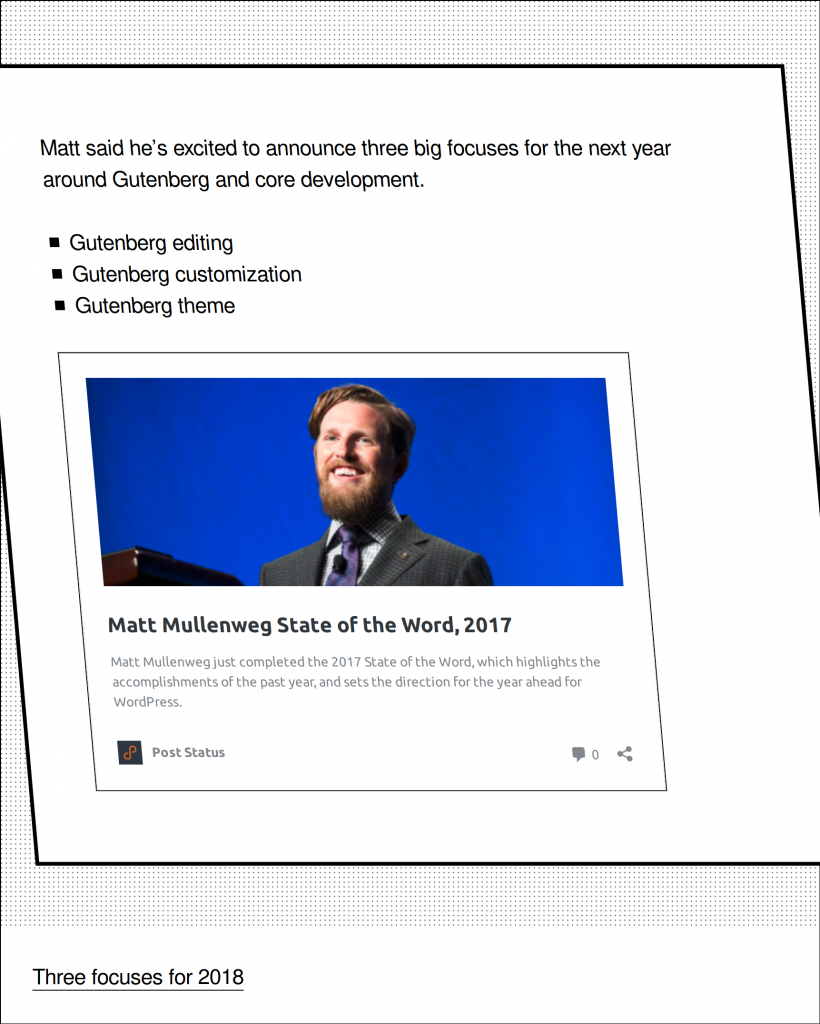 Matt said he’s excited to announce three big focuses for the next year
around Gutenberg and core development.
Gutenberg editing
Gutenberg customization
Gutenberg theme
Matt Mullenweg State of the Word, 2017
Matt Mullenweg just completed the 2017 State of the Word, which highlights the
accomplishments of the past year, and sets the direction for the year ahead for
WordPress.
Post Status
0
Three focuses for 2018